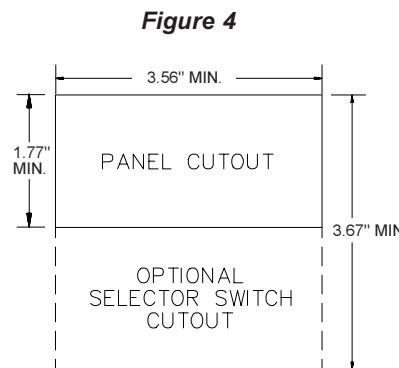 Figure 4
3.56" MIN.
1.77"
MIN.
PANEL CUTOUT
3.67" MIN
OPTIONAL
SELECTOR SWITCH
CUTOUT